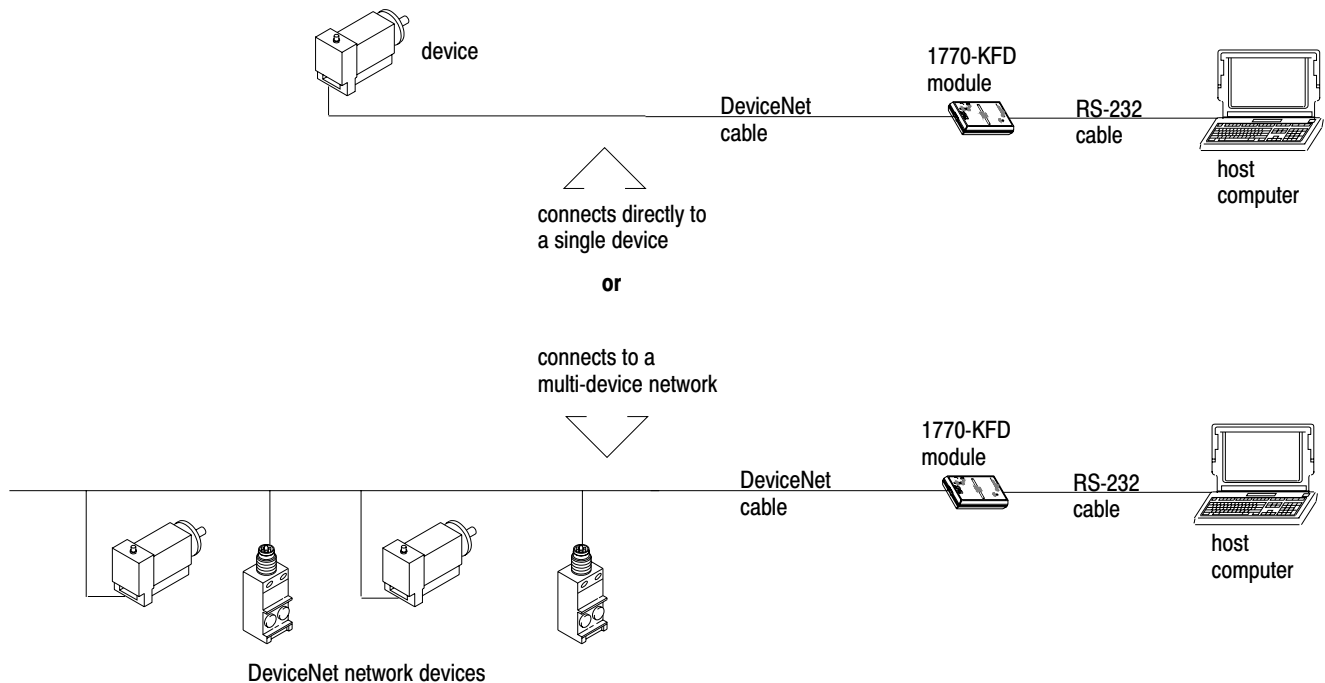 device
1770-KFD
module
DeviceNet
cable
RS-232
cable
host
computer
connects directly to
a single device
or
connects to a
multi-device network
1770-KFD
module
DeviceNet
cable
RS-232
cable
host
computer
DeviceNet network devices